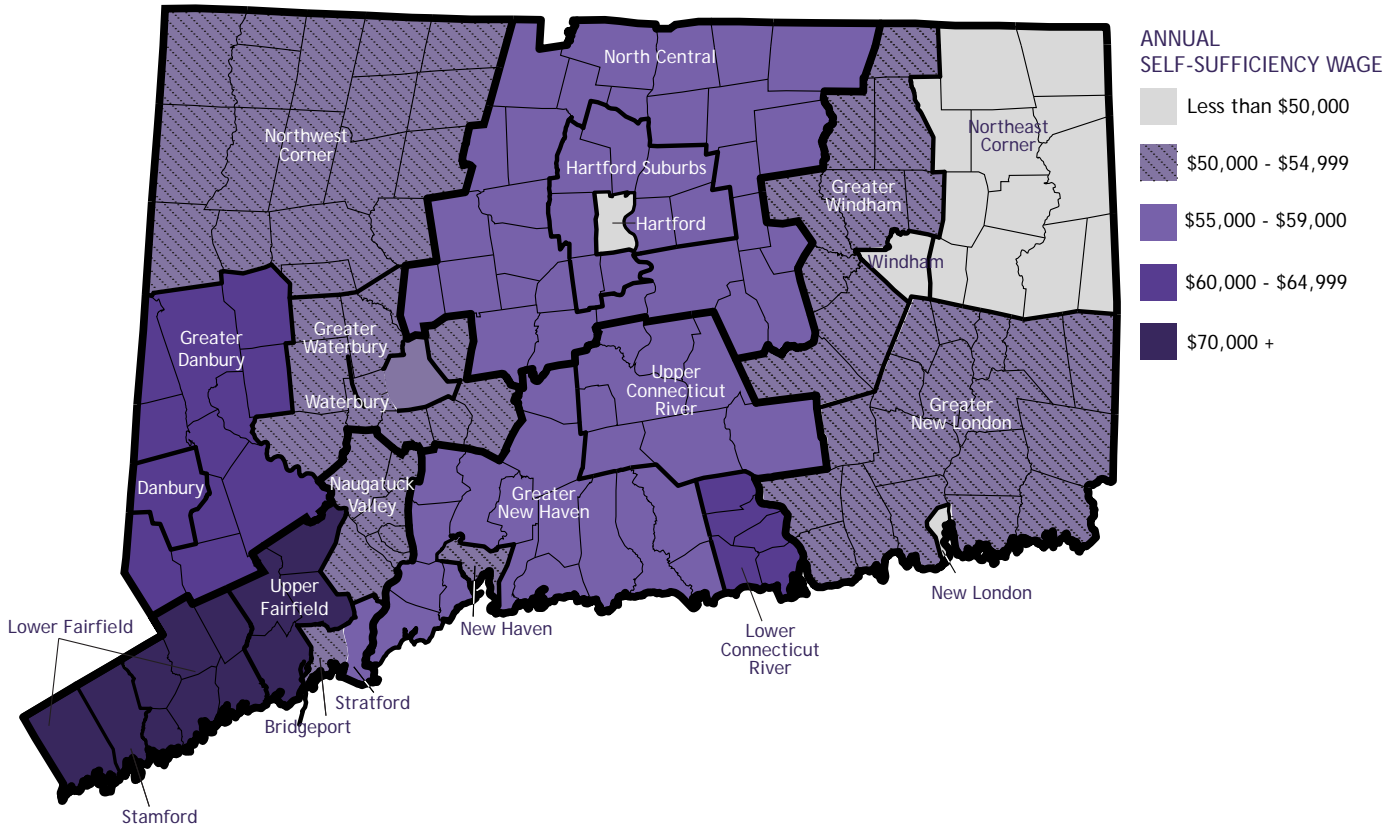 ANNUAL
SELF-SUFFICIENCY WAGE
Less than $50,000
$50,000 - $54,999
$55,000 - $59,000
$60,000 - $64,999
$70,000 +
North Central
Northwest
Corner
Northeast
Corner
Hartford Suburbs
Hartford
Greater
Windham
Windham
Greater
Danbury
Greater
Waterbury
Waterbury
Upper
Connecticut
River
Greater
New London
Danbury
Naugatuck
Valley
Greater
New Haven
Upper
Fairfield
New London
Lower Fairfield
New Haven
Lower
Connecticut
River
Stratford
Bridgeport
Stamford